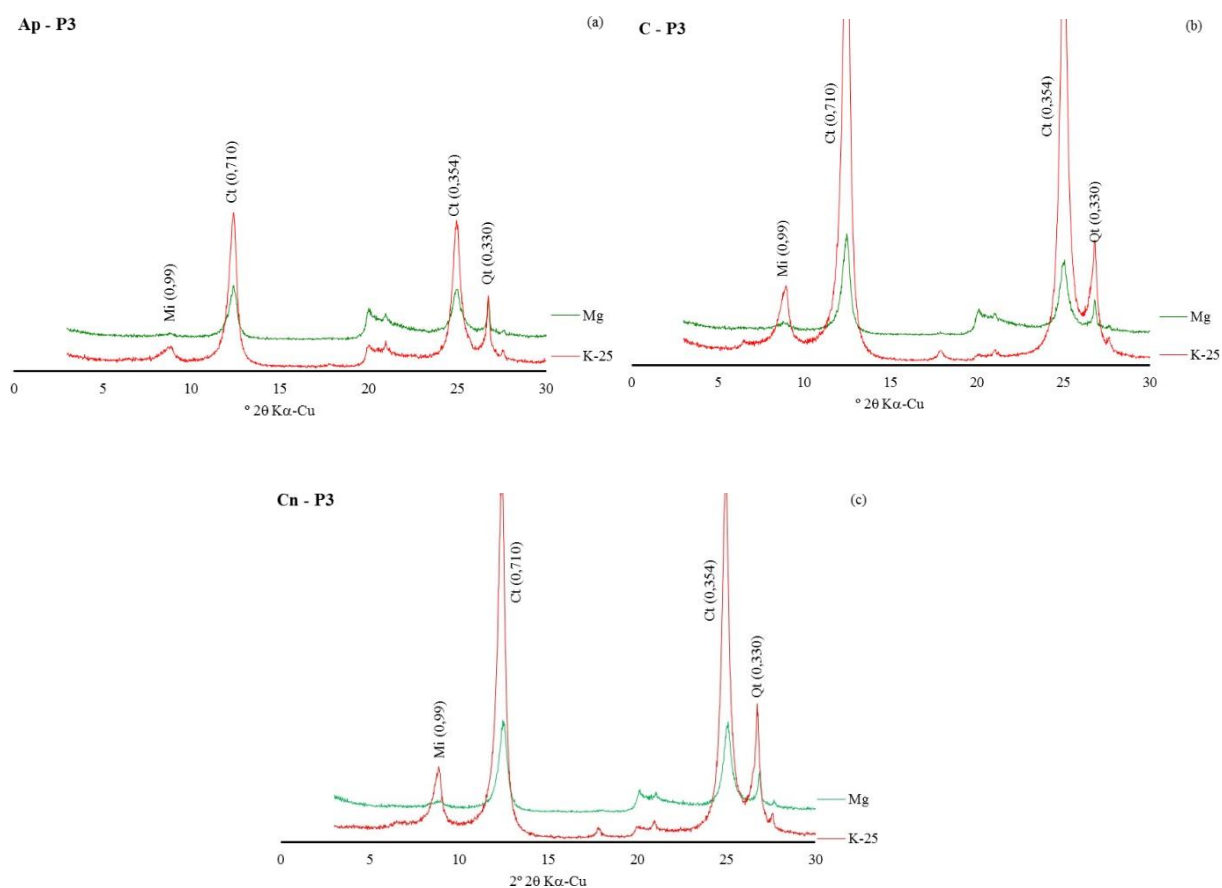 Ap - P3
(a)
Mi (0,99)
Ct (0,710)
Ct (0,354)
Qt (0,330)
Mg
K-25
0 5 10 15 20 25 30
º 2θ Kα-Cu
C - P3
(b)
Mi (0,99)
Ct (0,710)
Ct (0,354)
Qt (0,330)
Mg
K-25
0 5 10 15 20 25 30
º 2θ Kα-Cu
Cn - P3
(c)
Mi (0,99)
Ct (0,710)
Ct (0,354)
Qt (0,330)
Mg
K-25
0 5 10 15 20 25 30
2º 2θ Kα-Cu